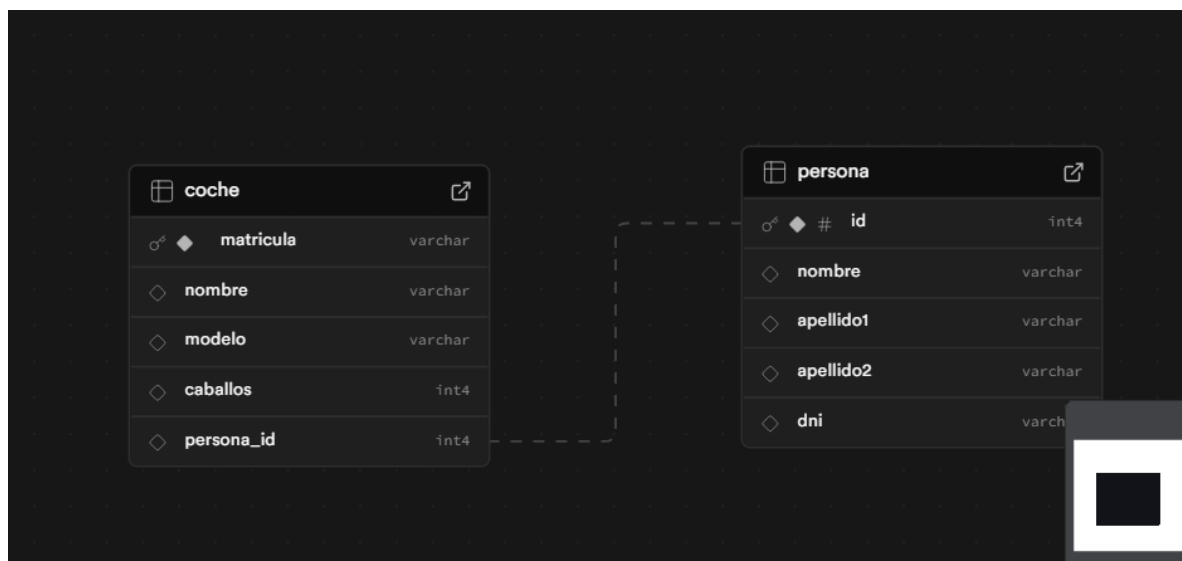 coche
matricula varchar
nombre varchar
modelo varchar
caballos int4
persona_id int4
persona
# id int4
nombre varchar
apellido1 varchar
apellido2 varchar
dni varch